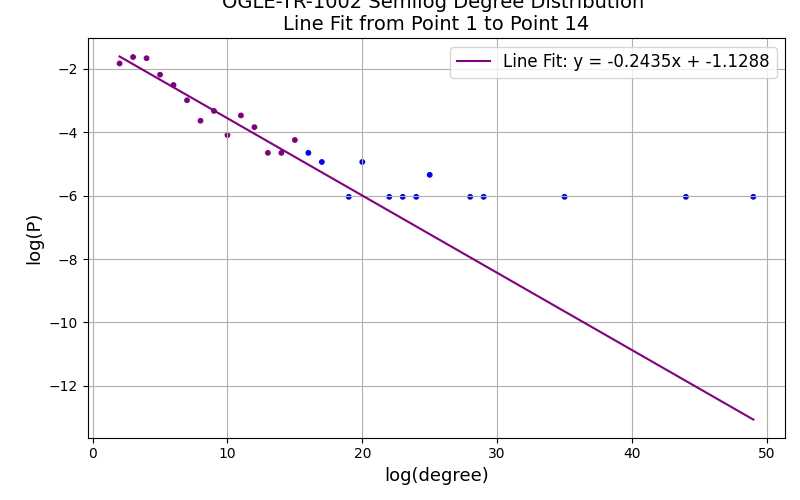 OGLE-TR-1002 Semilog Degree Distribution
Line Fit from Point 1 to Point 14
Line Fit: y = -0.2435x + -1.1288
−2
−4
−6
−8
−10
−12
log(P)
0 10 20 30 40 50
log(degree)